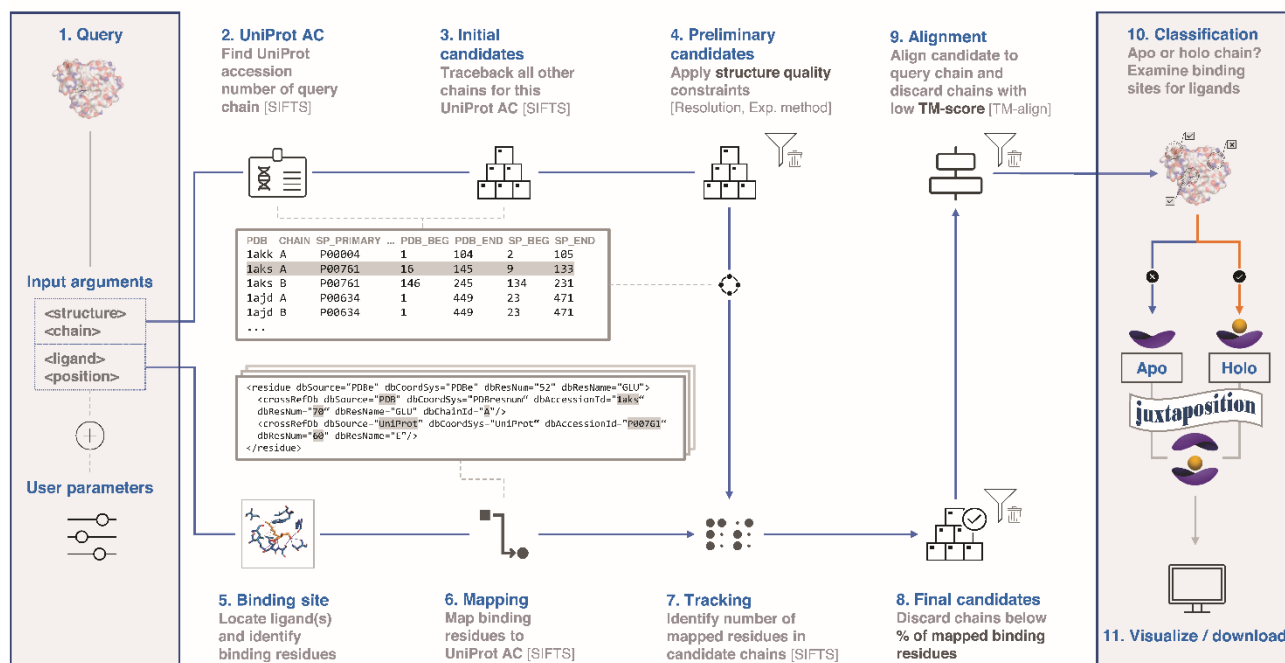 1. Query
Input arguments
<structure>
<chain>
<ligand>
<position>
User parameters
2. UniProt AC
Find UniProt
accession
number of query
chain [SIFTS]
3. Initial
candidates
Traceback all other
chains for this
UniProt AC [SIFTS]
4. Preliminary
candidates
Apply structure quality
constraints
[Resolution, Exp. method]
PDB CHAIN SP_PRIMARY ... PDB_BEG PDB_END SP_BEG SP_END
1akk A P00004 1 104 2 105
1aks A P00761 16 145 9 133
1aks B P00761 146 245 134 231
1ajd A P00634 1 449 23 471
1ajd B P00634 1 449 23 471
...
<residue dbSource="PDBe" dbCoordSys="PDBe" dbResNum="52" dbResName="GLU">
<crossRefDb dbSource="PDB" dbCoordSys="PDBresnum" dbAccessionId="1aks"
dbResNum="70" dbResName="GLU" dbChainId="A"/>
<crossRefDb dbSource="UniProt" dbCoordSys="UniProt" dbAccessionId="P00761"
dbResNum="60" dbResName="E"/>
</residue>
5. Binding site
Locate ligand(s)
and identify
binding residues
6. Mapping
Map binding
residues to
UniProt AC [SIFTS]
7. Tracking
Identify number of
mapped residues in
candidate chains [SIFTS]
8. Final candidates
Discard chains below
% of mapped binding
residues
9. Alignment
Align candidate to
query chain and
discard chains with
low TM-score [TM-align]
10. Classification
Apo or holo chain?
Examine binding
sites for ligands
Apo
Holo
juxtaposition
11. Visualize / download